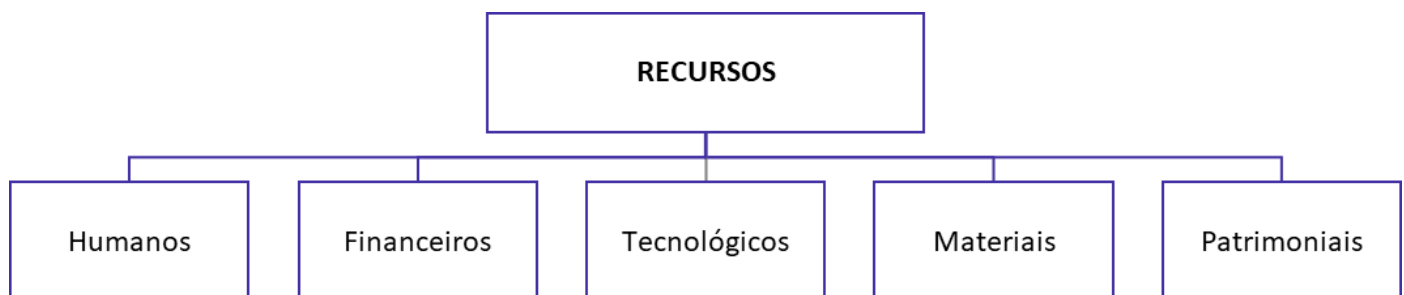 RECURSOS
Humanos
Financeiros
Tecnológicos
Materiais
Patrimoniais